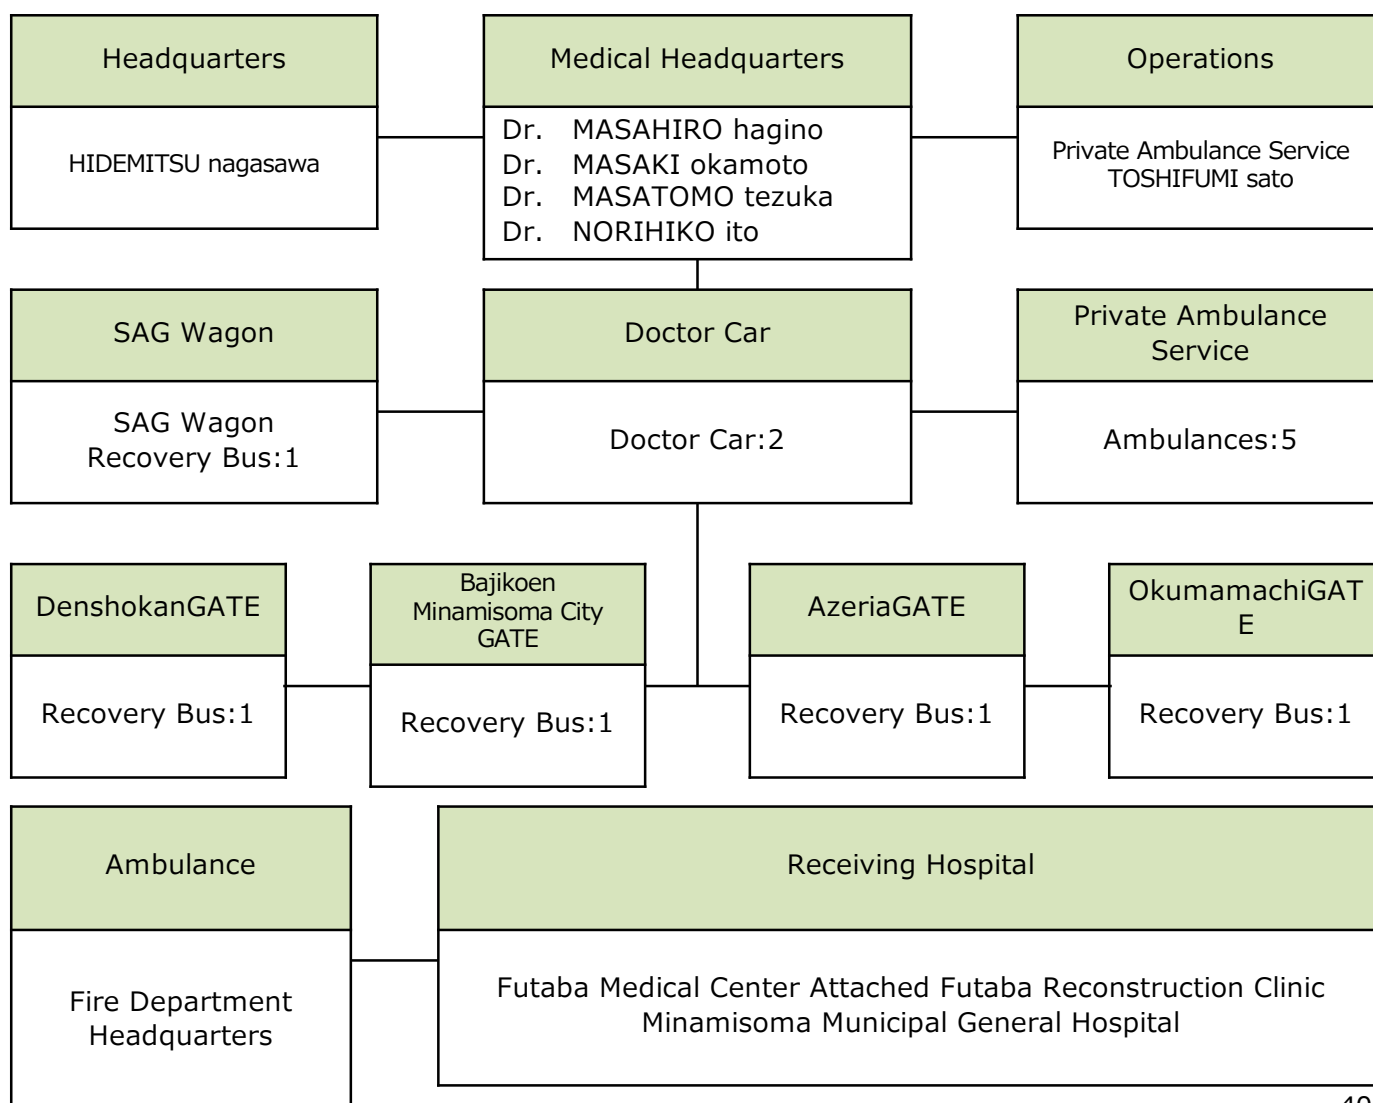 Headquarters
HIDEMITSU nagasawa
Medical Headquarters
Dr. MASAHIRO hagino
Dr. MASAKI okamoto
Dr. MASATOMO tezuka
Dr. NORIHIKO ito
Operations
Private Ambulance Service
TOSHIFUMI sato
SAG Wagon
SAG Wagon
Recovery Bus:1
Doctor Car
Doctor Car:2
Private Ambulance
Service
Ambulances:5
DenshokanGATE
Recovery Bus:1
Bajikoen
Minamisoma City
GATE
Recovery Bus:1
AzeriaGATE
Recovery Bus:1
OkumamachiGAT
E
Recovery Bus:1
Ambulance
Fire Department
Headquarters
Receiving Hospital
Futaba Medical Center Attached Futaba Reconstruction Clinic
Minamisoma Municipal General Hospital